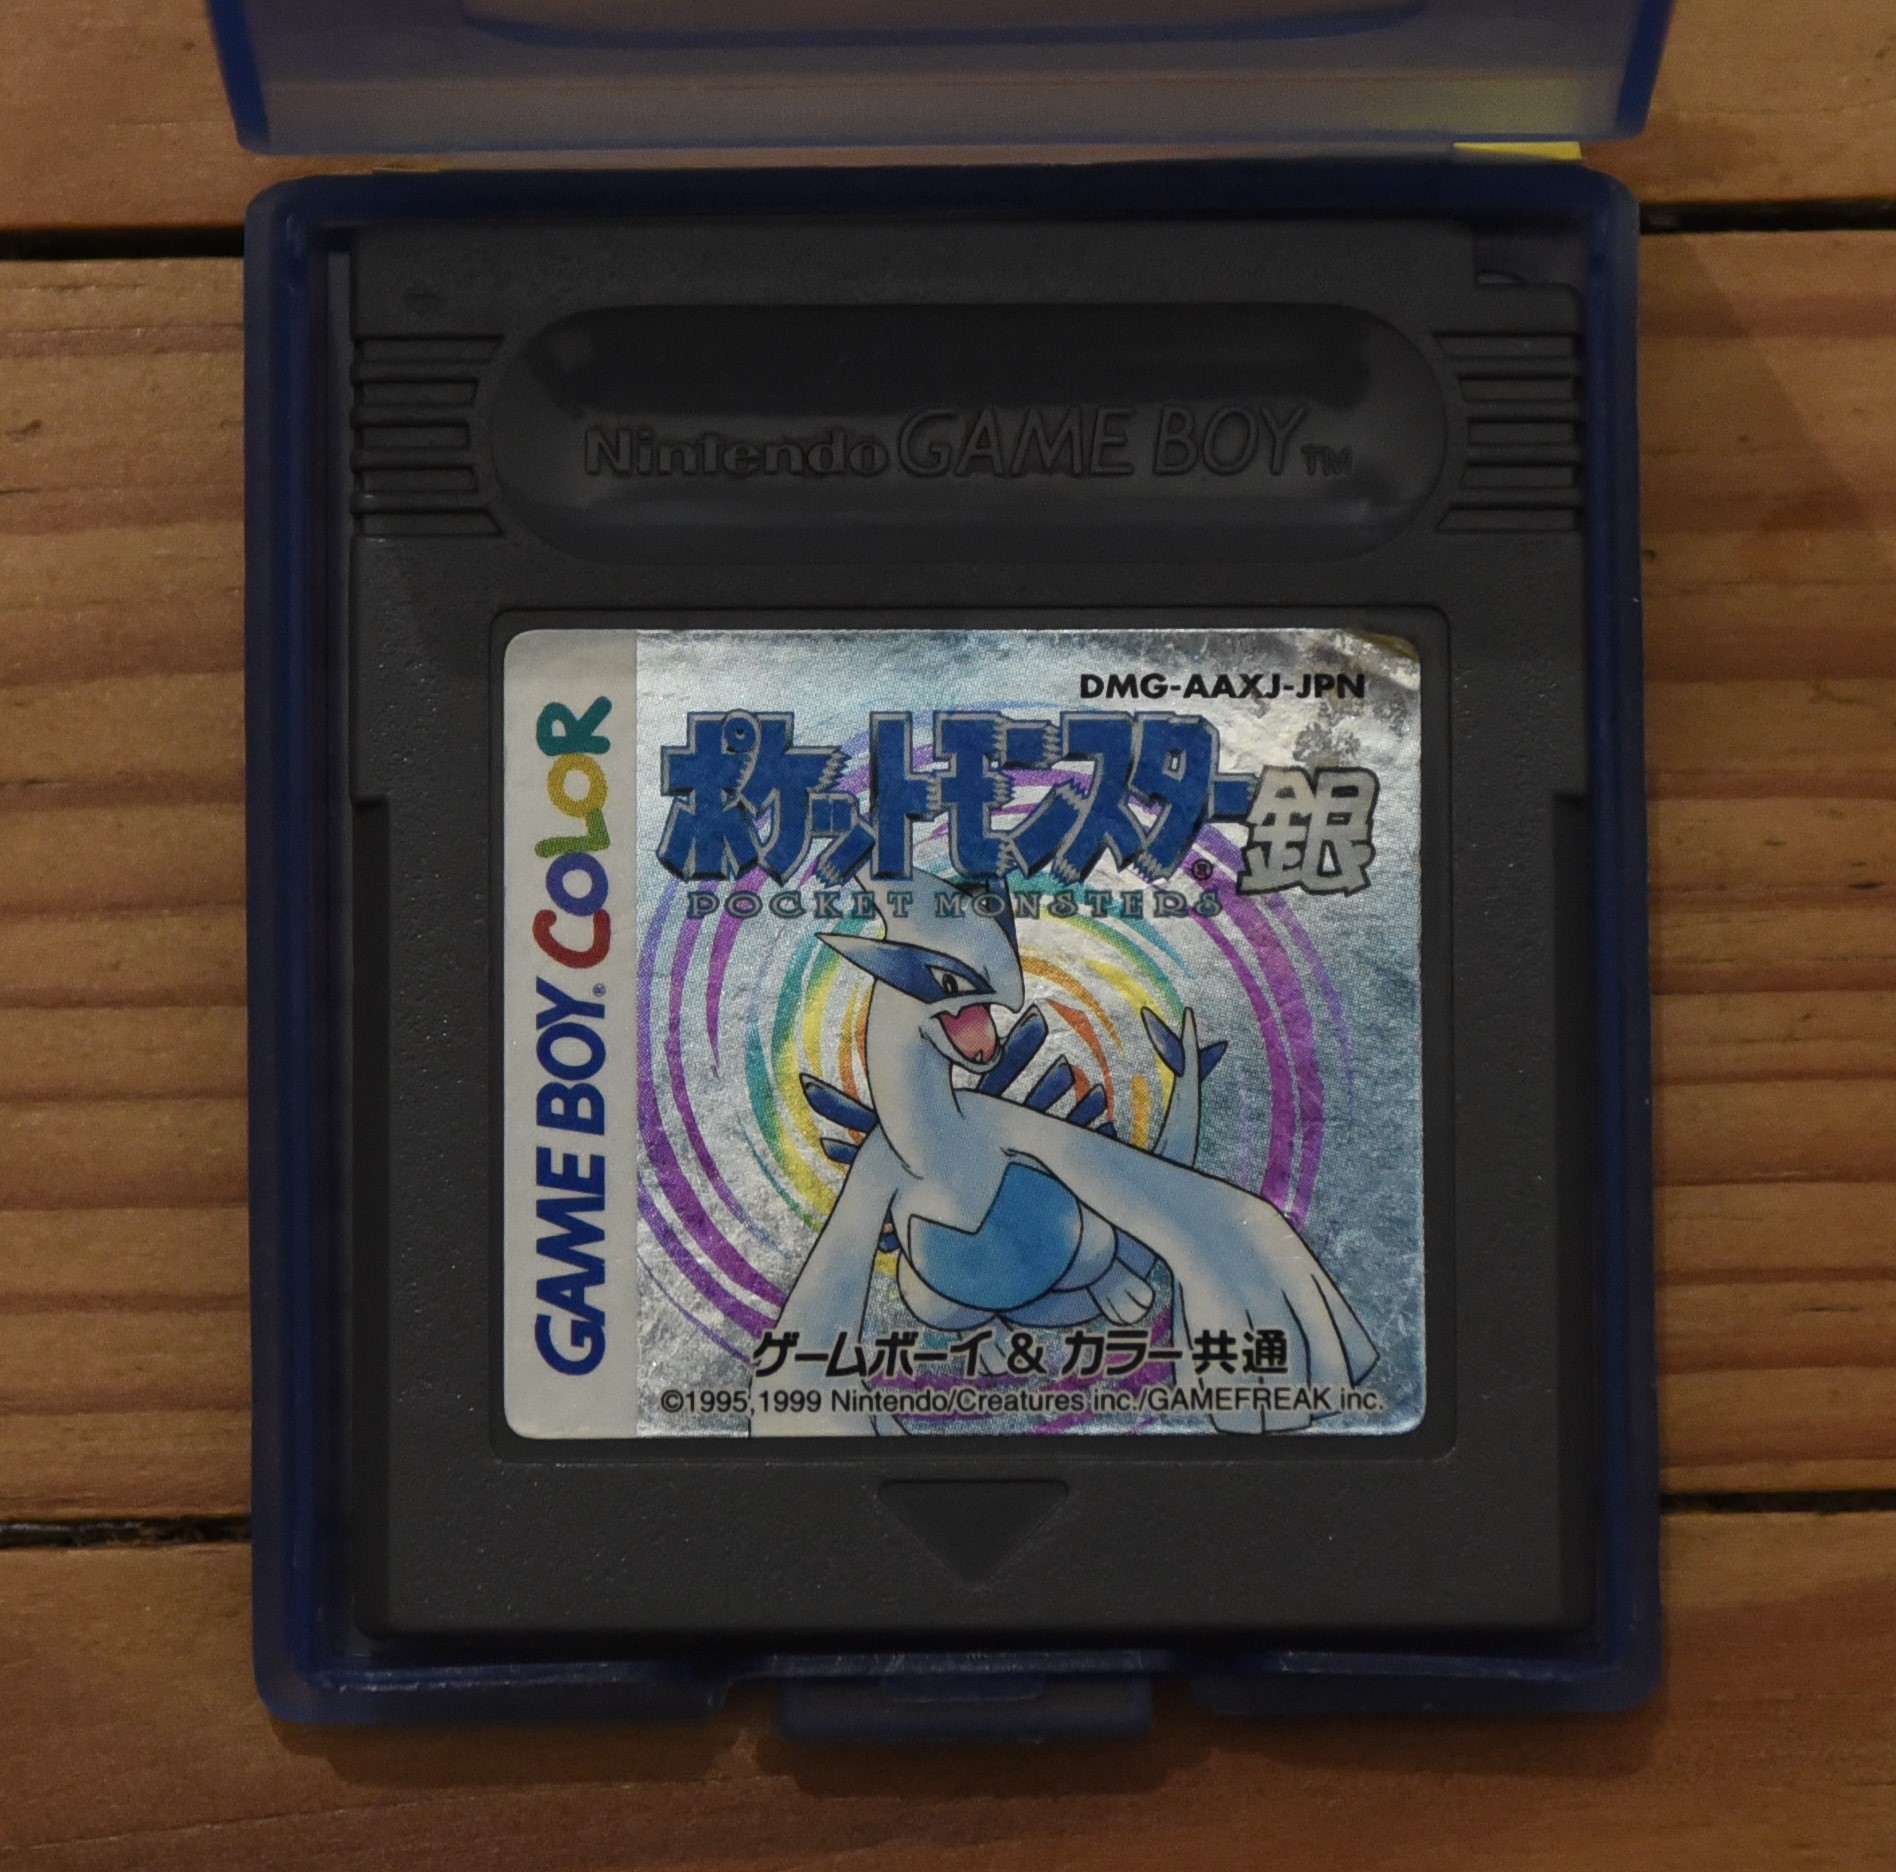 Nintendo GAME BOY™
GAME BOY® COLOR
DMG-AAXJ-JPN
ポケットモンスター® 銀
POCKET MONSTERS
ゲームボーイ & カラー共通
©1995,1999 Nintendo/Creatures inc./GAMEFREAK inc.